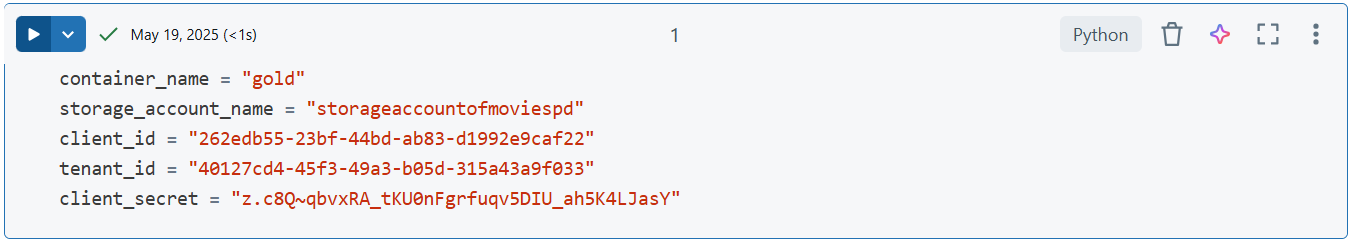 May 19, 2025 (<1s)
1
Python
container_name = "gold"
storage_account_name = "storageaccountofmoviespd"
client_id = "262edb55-23bf-44bd-ab83-d1992e9caf22"
tenant_id = "40127cd4-45f3-49a3-b05d-315a43a9f033"
client_secret = "z.c8Q~qbvxRA_tKU0nFgrfuqv5DIU_ah5K4LJasY"